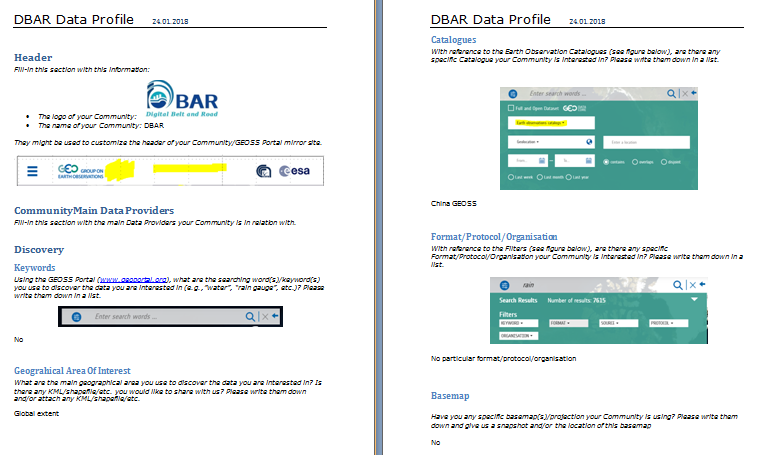 DBAR Data Profile 24.01.2018
Header
Fill-in this section with this information:
BAR
Digital Belt and Road
• The logo of your Community:
• The name of your Community: DBAR
They might be used to customize the header of your Community/GEOSS Portal mirror site.
GEO GROUP ON
EARTH OBSERVATIONS
esa
CommunityMain Data Providers
Fill-in this section with the main Data Providers your Community is in relation with.
Discovery
Keywords
Using the GEOSS Portal (www.geoportal.org), what are the searching word(s)/keyword(s)
you use to discover the data you are interested in (e.g., "water", "rain gauge", etc.)? Please
write them down in a list.
Enter search words ...
No
Geograhical Area Of Interest
What are the main geographical area you use to discover the data you are interested in? Is
there any KML/shapefile/etc. you would like to share with us? Please write them down
and/or attach any KML/shapefile/etc.
Global extent
DBAR Data Profile 24.01.2018
Catalogues
With reference to the Earth Observation Catalogues (see figure below), are there any
specific Catalogue your Community is interested in? Please write them down in a list.
Enter search words ...
Full and Open Dataset GEO
Earth observations catalogs
Geolocation
Enter a location
From...
To...
contains overlaps disjoint
Last week Last month Last year
China GEOSS
Format/Protocol/Organisation
With reference to the Filters (see figure below), are there any specific
Format/Protocol/Organisation your Community is interested in? Please write them down in a
list.
rain
Search Results Number of results: 7615
Filters
KEYWORD FORMAT SOURCE PROTOCOL
ORGANISATION
No particular format/protocol/organisation
Basemap
Have you any specific basemap(s)/projection your Community is using? Please write them
down and give us a snapshot and/or the location of this basemap
No